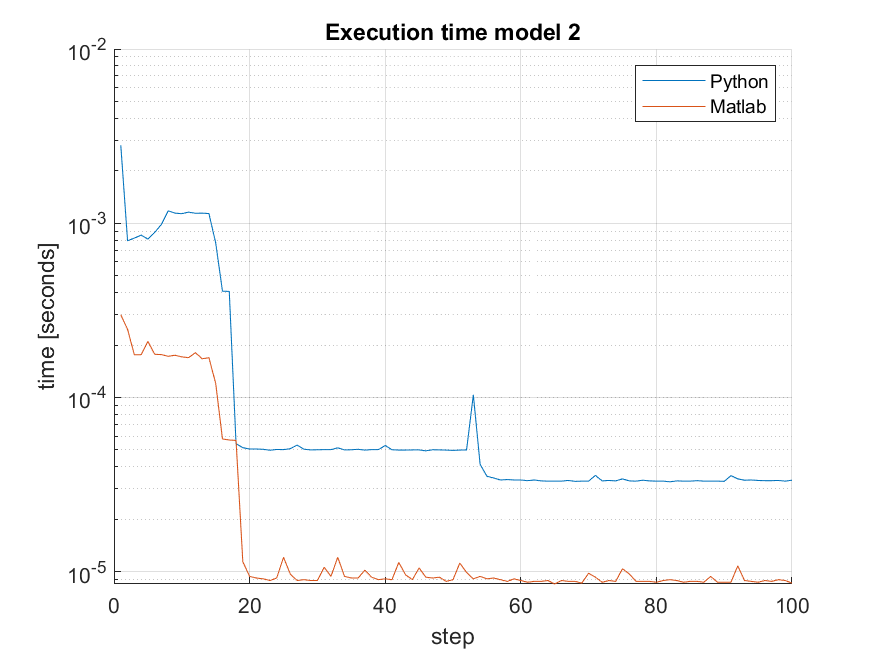 Execution time model 2
Python
Matlab
10-2
10-3
10-4
10-5
time [seconds]
0 20 40 60 80 100
step